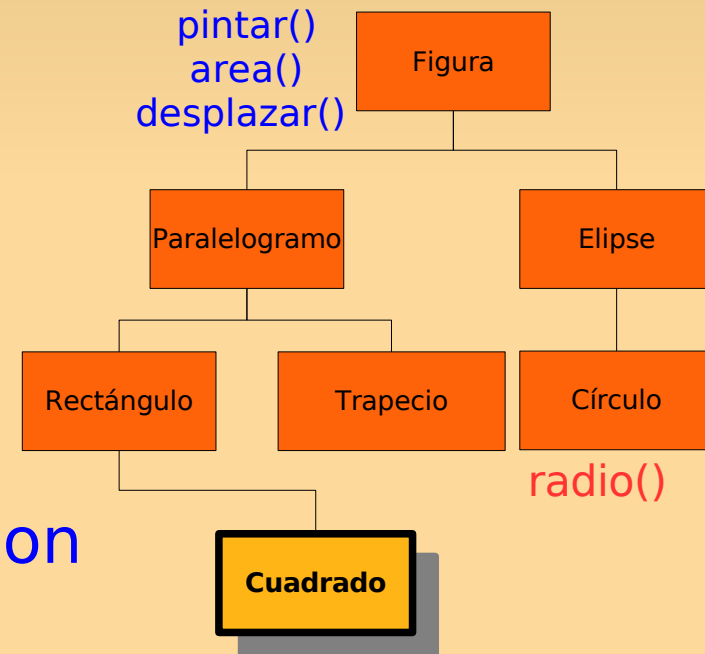 pintar()
area()
desplazar()
Figura
Paralelogramo
Elipse
Rectángulo
Trapecio
Círculo
radio()
on
Cuadrado